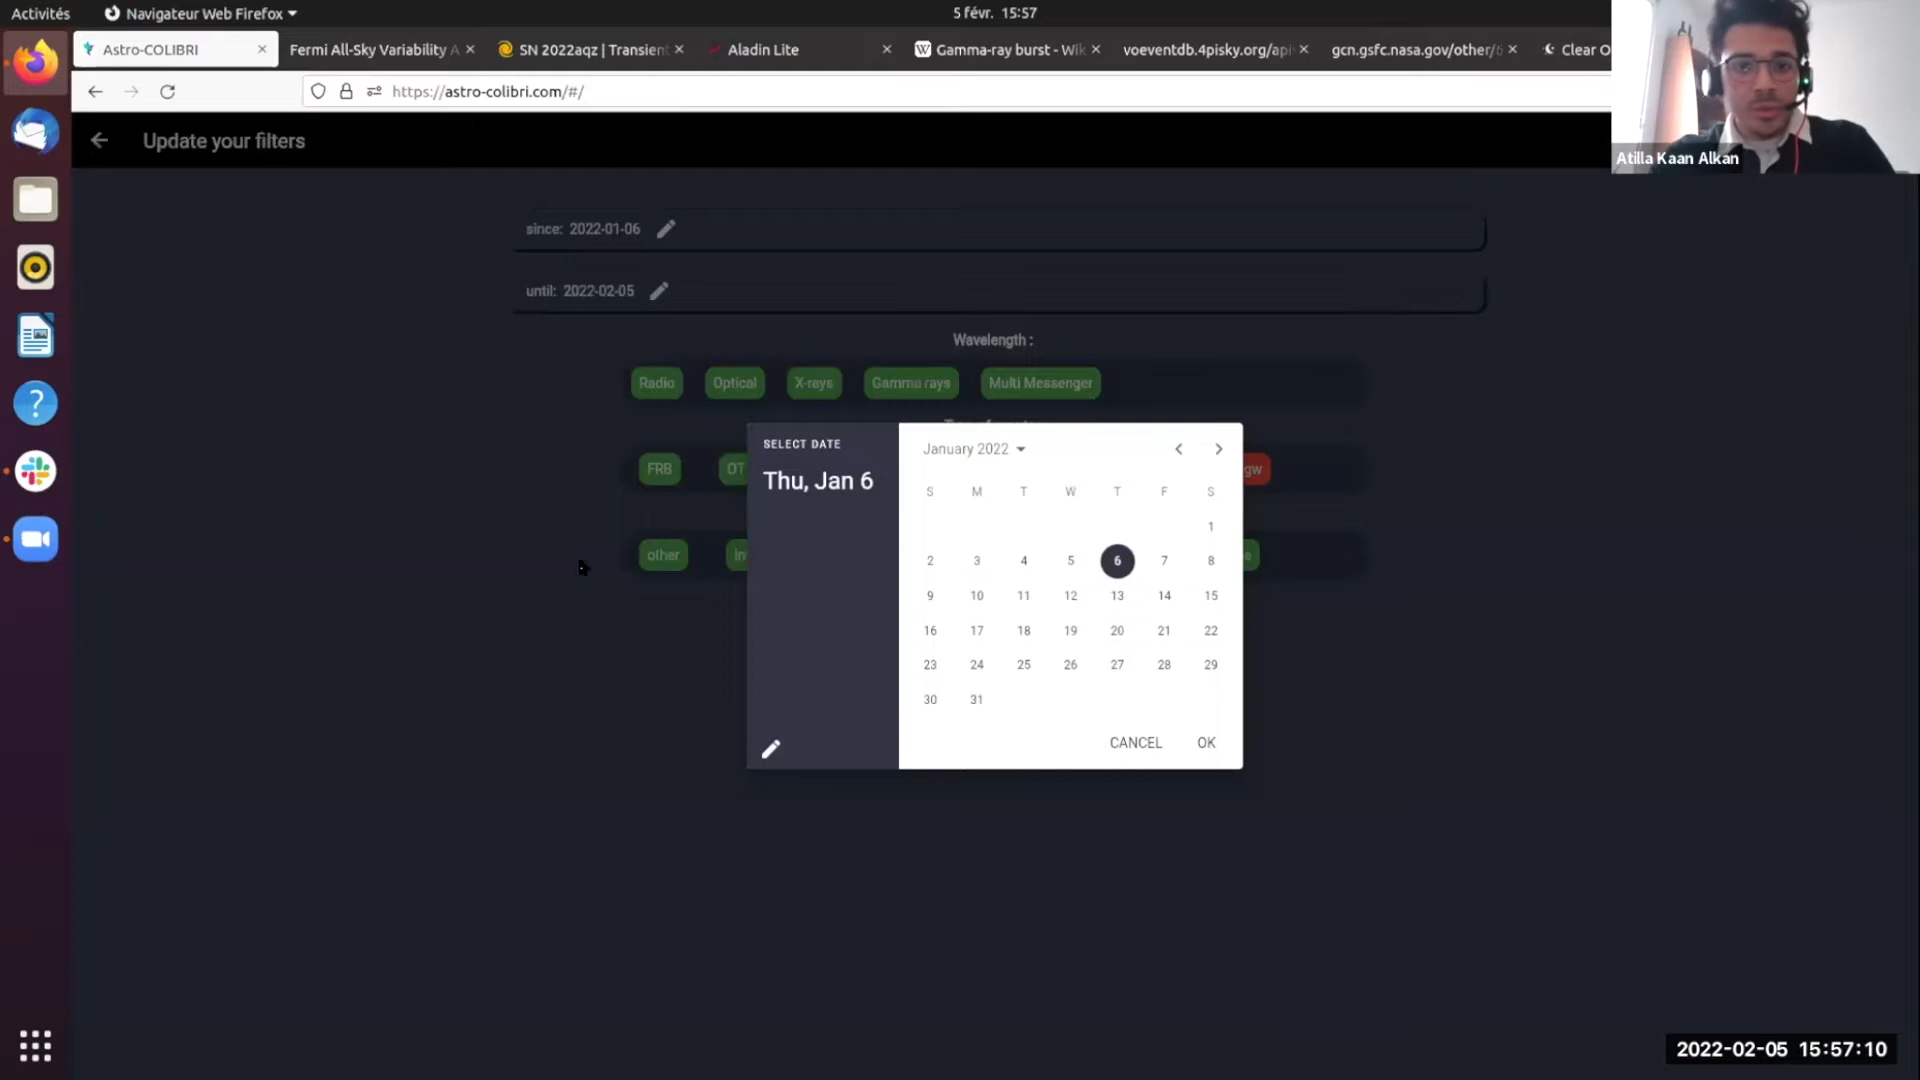 Activités Navigateur Web Firefox 5 févr. 15:57
Astro-COLIBRI Fermi All-Sky Variability A SN 2022aqz | Transient Aladin Lite Gamma-ray burst - Wik voeventdb.4pisky.org/api gcn.gsfc.nasa.gov/other/ Clear O
https://astro-colibri.com/#/
Update your filters
Atilla Kaan Alkan
since: 2022-01-06
until: 2022-02-05
Wavelength :
Radio Optical X-rays Gamma rays Multi Messenger
FRB OT gw
other In e
SELECT DATE
Thu, Jan 6
January 2022
S M T W T F S
1
2 3 4 5 6 7 8
9 10 11 12 13 14 15
16 17 18 19 20 21 22
23 24 25 26 27 28 29
30 31
CANCEL OK
2022-02-05 15:57:10